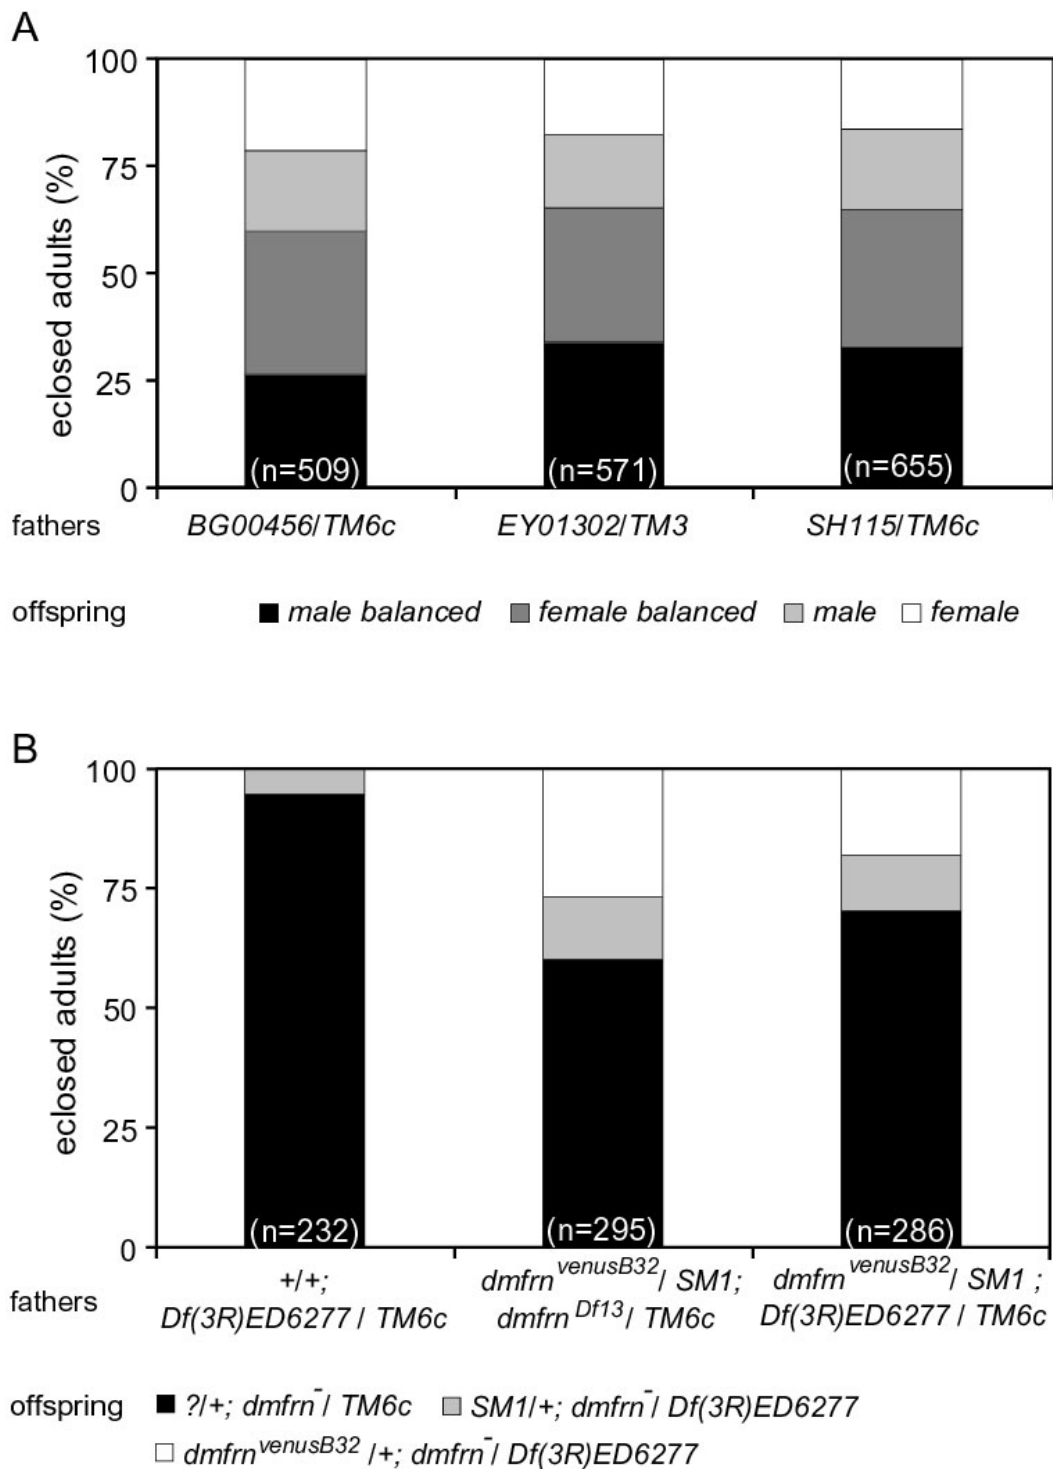 A
100
75
50
25
0
eclosed adults (%)
(n=509) (n=571) (n=655)
fathers BG00456/TM6c EY01302/TM3 SH115/TM6c
offspring male balanced female balanced male female
B
100
75
50
25
0
eclosed adults (%)
(n=232) (n=295) (n=286)
fathers
+/+;
Df(3R)ED6277 / TM6c
dmfrn venusB32/ SM1;
dmfrn Df13/ TM6c
dmfrn venusB32/ SM1 ;
Df(3R)ED6277 / TM6c
offspring ?/+; dmfrn-/ TM6c SM1/+; dmfrn-/ Df(3R)ED6277
dmfrn venusB32 /+; dmfrn-/ Df(3R)ED6277